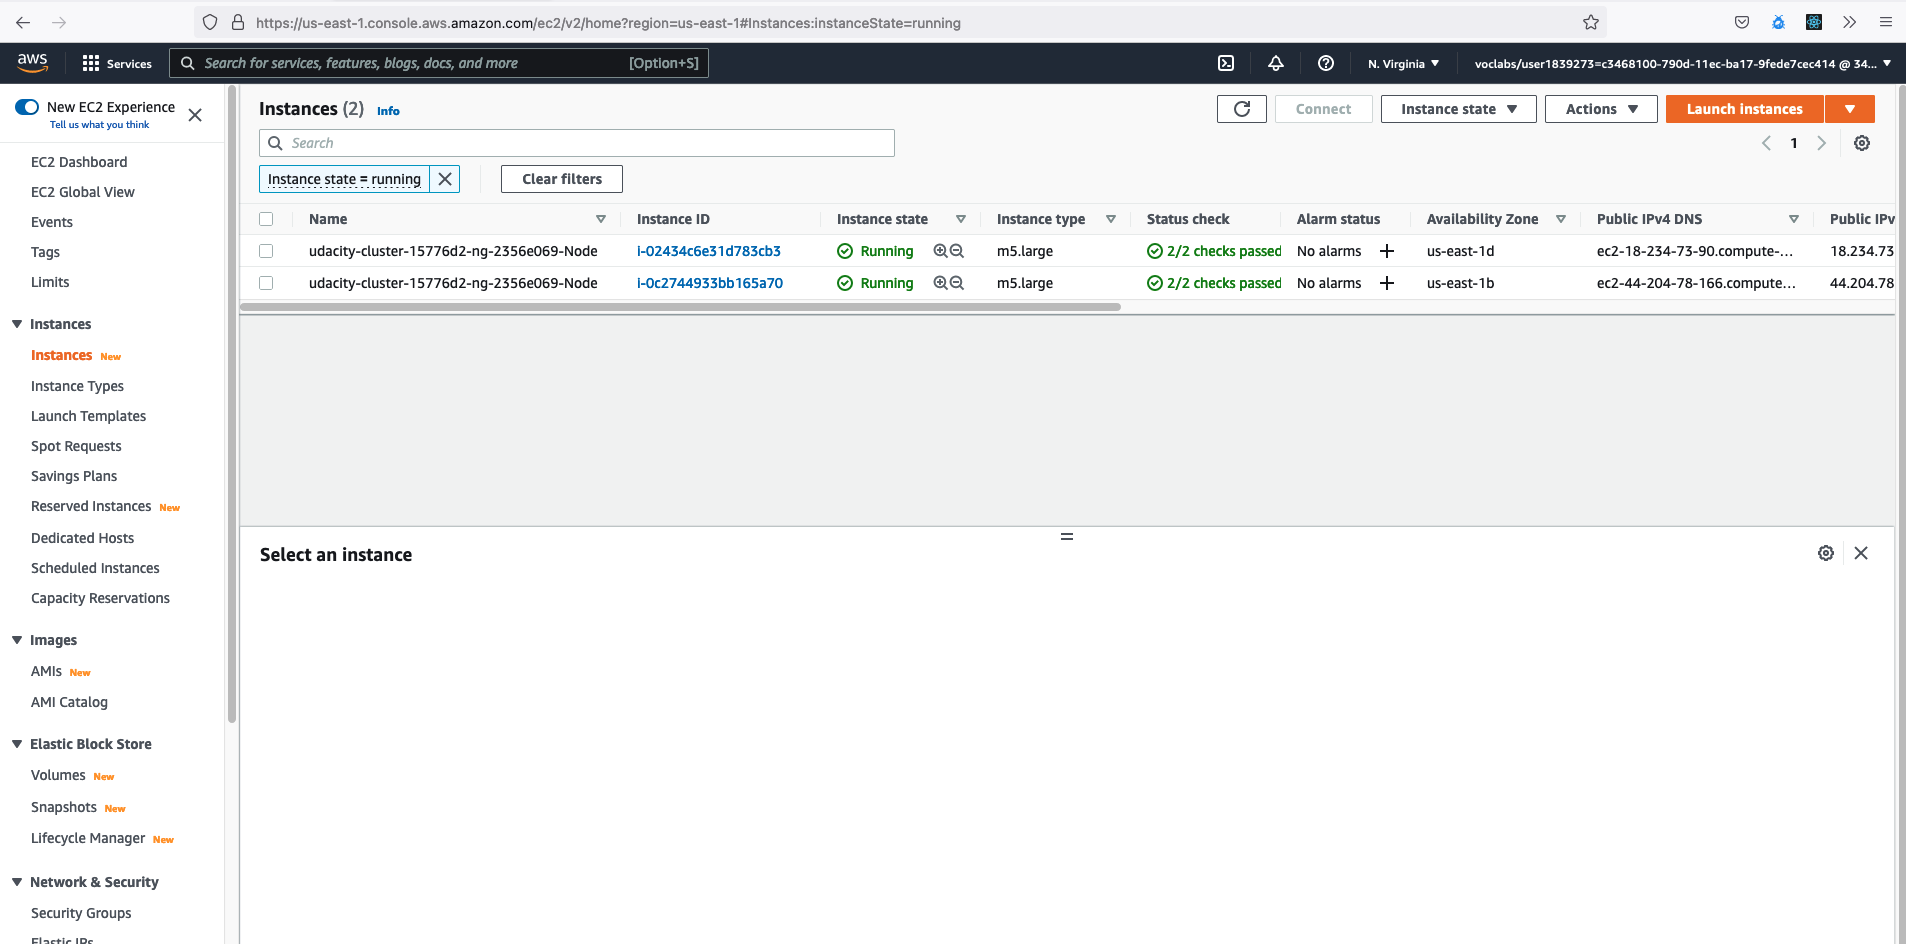 https://us-east-1.console.aws.amazon.com/ec2/v2/home?region=us-east-1#Instances:instanceState=running
aws
Services
Search for services, features, blogs, docs, and more
[Option+S]
N. Virginia
voclabs/user1839273=c3468100-790d-11ec-ba17-9fede7cec414 @ 34...
New EC2 Experience
Tell us what you think
EC2 Dashboard
EC2 Global View
Events
Tags
Limits
Instances
Instances New
Instance Types
Launch Templates
Spot Requests
Savings Plans
Reserved Instances New
Dedicated Hosts
Scheduled Instances
Capacity Reservations
Images
AMIs New
AMI Catalog
Elastic Block Store
Volumes New
Snapshots New
Lifecycle Manager New
Network & Security
Security Groups
Elastic IPs
Instances (2) Info
Connect
Instance state
Actions
Launch instances
Search
1
Instance state = running
Clear filters
Name Instance ID Instance state Instance type Status check Alarm status Availability Zone Public IPv4 DNS Public IPv
udacity-cluster-15776d2-ng-2356e069-Node i-02434c6e31d783cb3 Running m5.large 2/2 checks passed No alarms us-east-1d ec2-18-234-73-90.compute-... 18.234.73
udacity-cluster-15776d2-ng-2356e069-Node i-0c2744933bb165a70 Running m5.large 2/2 checks passed No alarms us-east-1b ec2-44-204-78-166.compute... 44.204.78
Select an instance